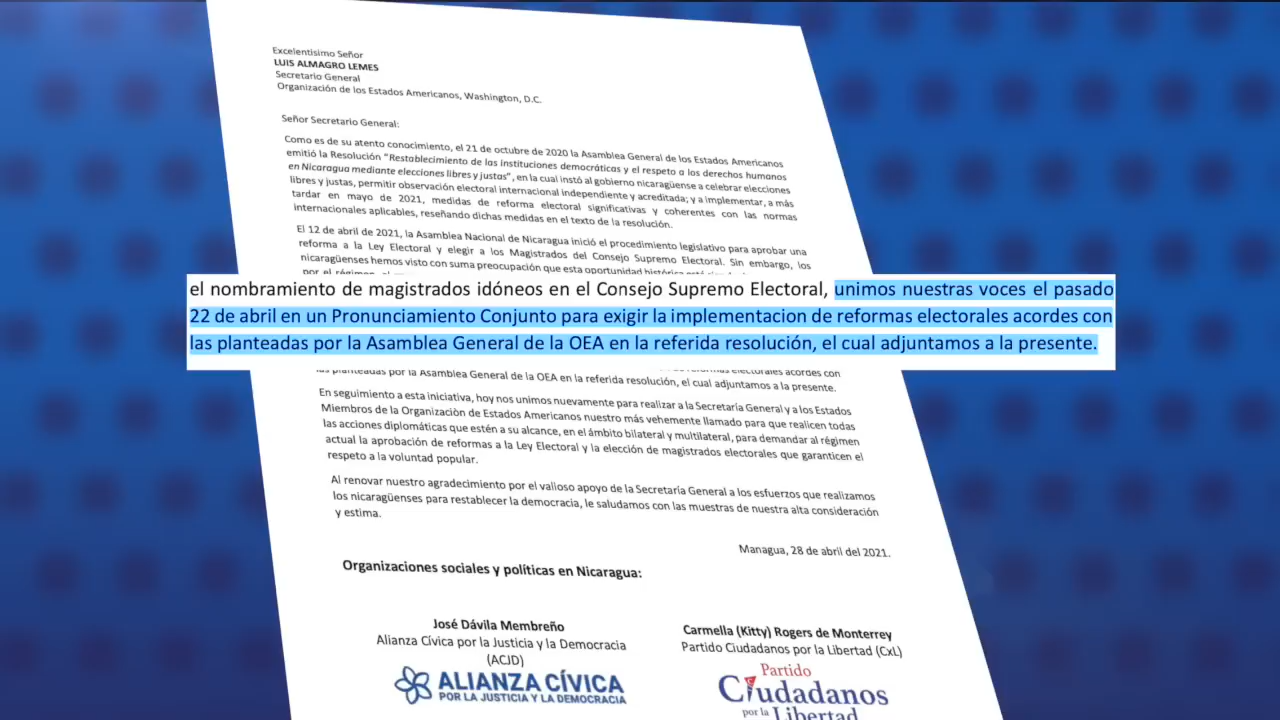 Excelentisimo Señor
LUIS ALMAGRO LEMES
Secretario General
Organización de los Estados Americanos, Washington, D.C.
Señor Secretario General:
Como es de su atento conocimiento, el 21 de octubre de 2020 la Asamblea General de los Estados Americanos
emitió la Resolución "Restablecimiento de las instituciones democráticas y el respeto a los derechos humanos
en Nicaragua mediante elecciones libres y justas", en la cual instó al gobierno nicaragüense a celebrar elecciones
libres y justas, permitir observación electoral internacional independiente y acreditada; y a implementar, a más
tardar en mayo de 2021, medidas de reforma electoral significativas y coherentes con las normas
internacionales aplicables, reseñando dichas medidas en el texto de la resolución.
El 12 de abril de 2021, la Asamblea Nacional de Nicaragua inició el procedimiento legislativo para aprobar una
reforma a la Ley Electoral y elegir a los Magistrados del Consejo Supremo Electoral. Sin embargo, los
nicaragüenses hemos visto con suma preocupación que esta oportunidad histórica
por el régimen,
el nombramiento de magistrados idóneos en el Consejo Supremo Electoral, unimos nuestras voces el pasado
22 de abril en un Pronunciamiento Conjunto para exigir la implementacion de reformas electorales acordes con
las planteadas por la Asamblea General de la OEA en la referida resolución, el cual adjuntamos a la presente.
electorales acordes con
las planteadas por la Asamblea General de la OEA en la referida resolución, el cual adjuntamos a la presente.
En seguimiento a esta iniciativa, hoy nos unimos nuevamente para realizar a la Secretaría General y a los Estados
Miembros de la Organizaciòn de Estados Americanos nuestro más vehemente llamado para que realicen todas
las acciones diplomáticas que estén a su alcance, en el ámbito bilateral y multilateral, para demandar al régimen
actual la aprobación de reformas a la Ley Electoral y la elección de magistrados electorales que garanticen el
respeto a la voluntad popular.
Al renovar nuestro agradecimiento por el valioso apoyo de la Secretaría General a los esfuerzos que realizamos
los nicaragüenses para restablecer la democracia, le saludamos con las muestras de nuestra alta consideración
y estima.
Managua, 28 de abril del 2021.
Organizaciones sociales y políticas en Nicaragua:
José Dávila Membreño
Alianza Cívica por la Justicia y la Democracia
(ACJD)
ALIANZA CÍVICA
POR LA JUSTICIA Y LA DEMOCRACIA
Carmella (Kitty) Rogers de Monterrey
Partido Ciudadanos por la Libertad (CxL)
Partido
Ciudadanos
por la Libertad